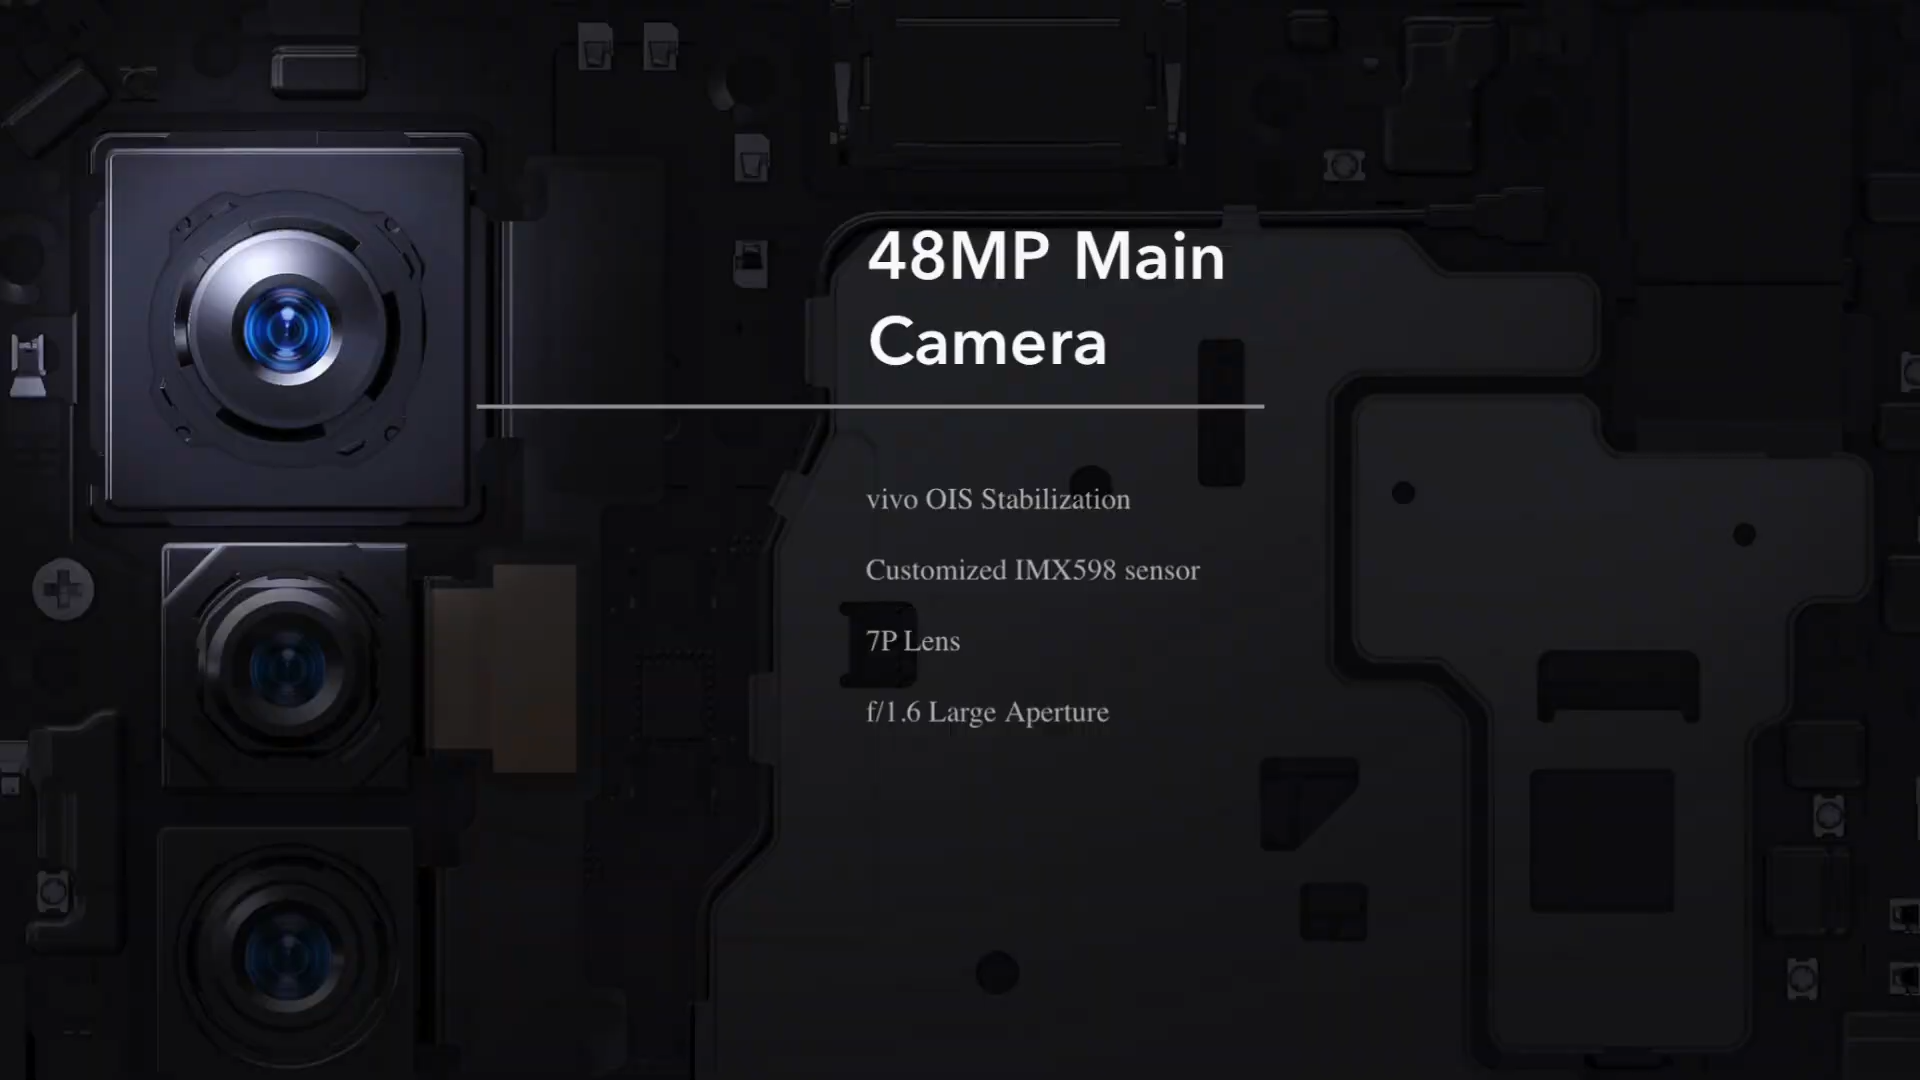 48MP Main
Camera
vivo OIS Stabilization
Customized IMX598 sensor
7P Lens
f/1.6 Large Aperture